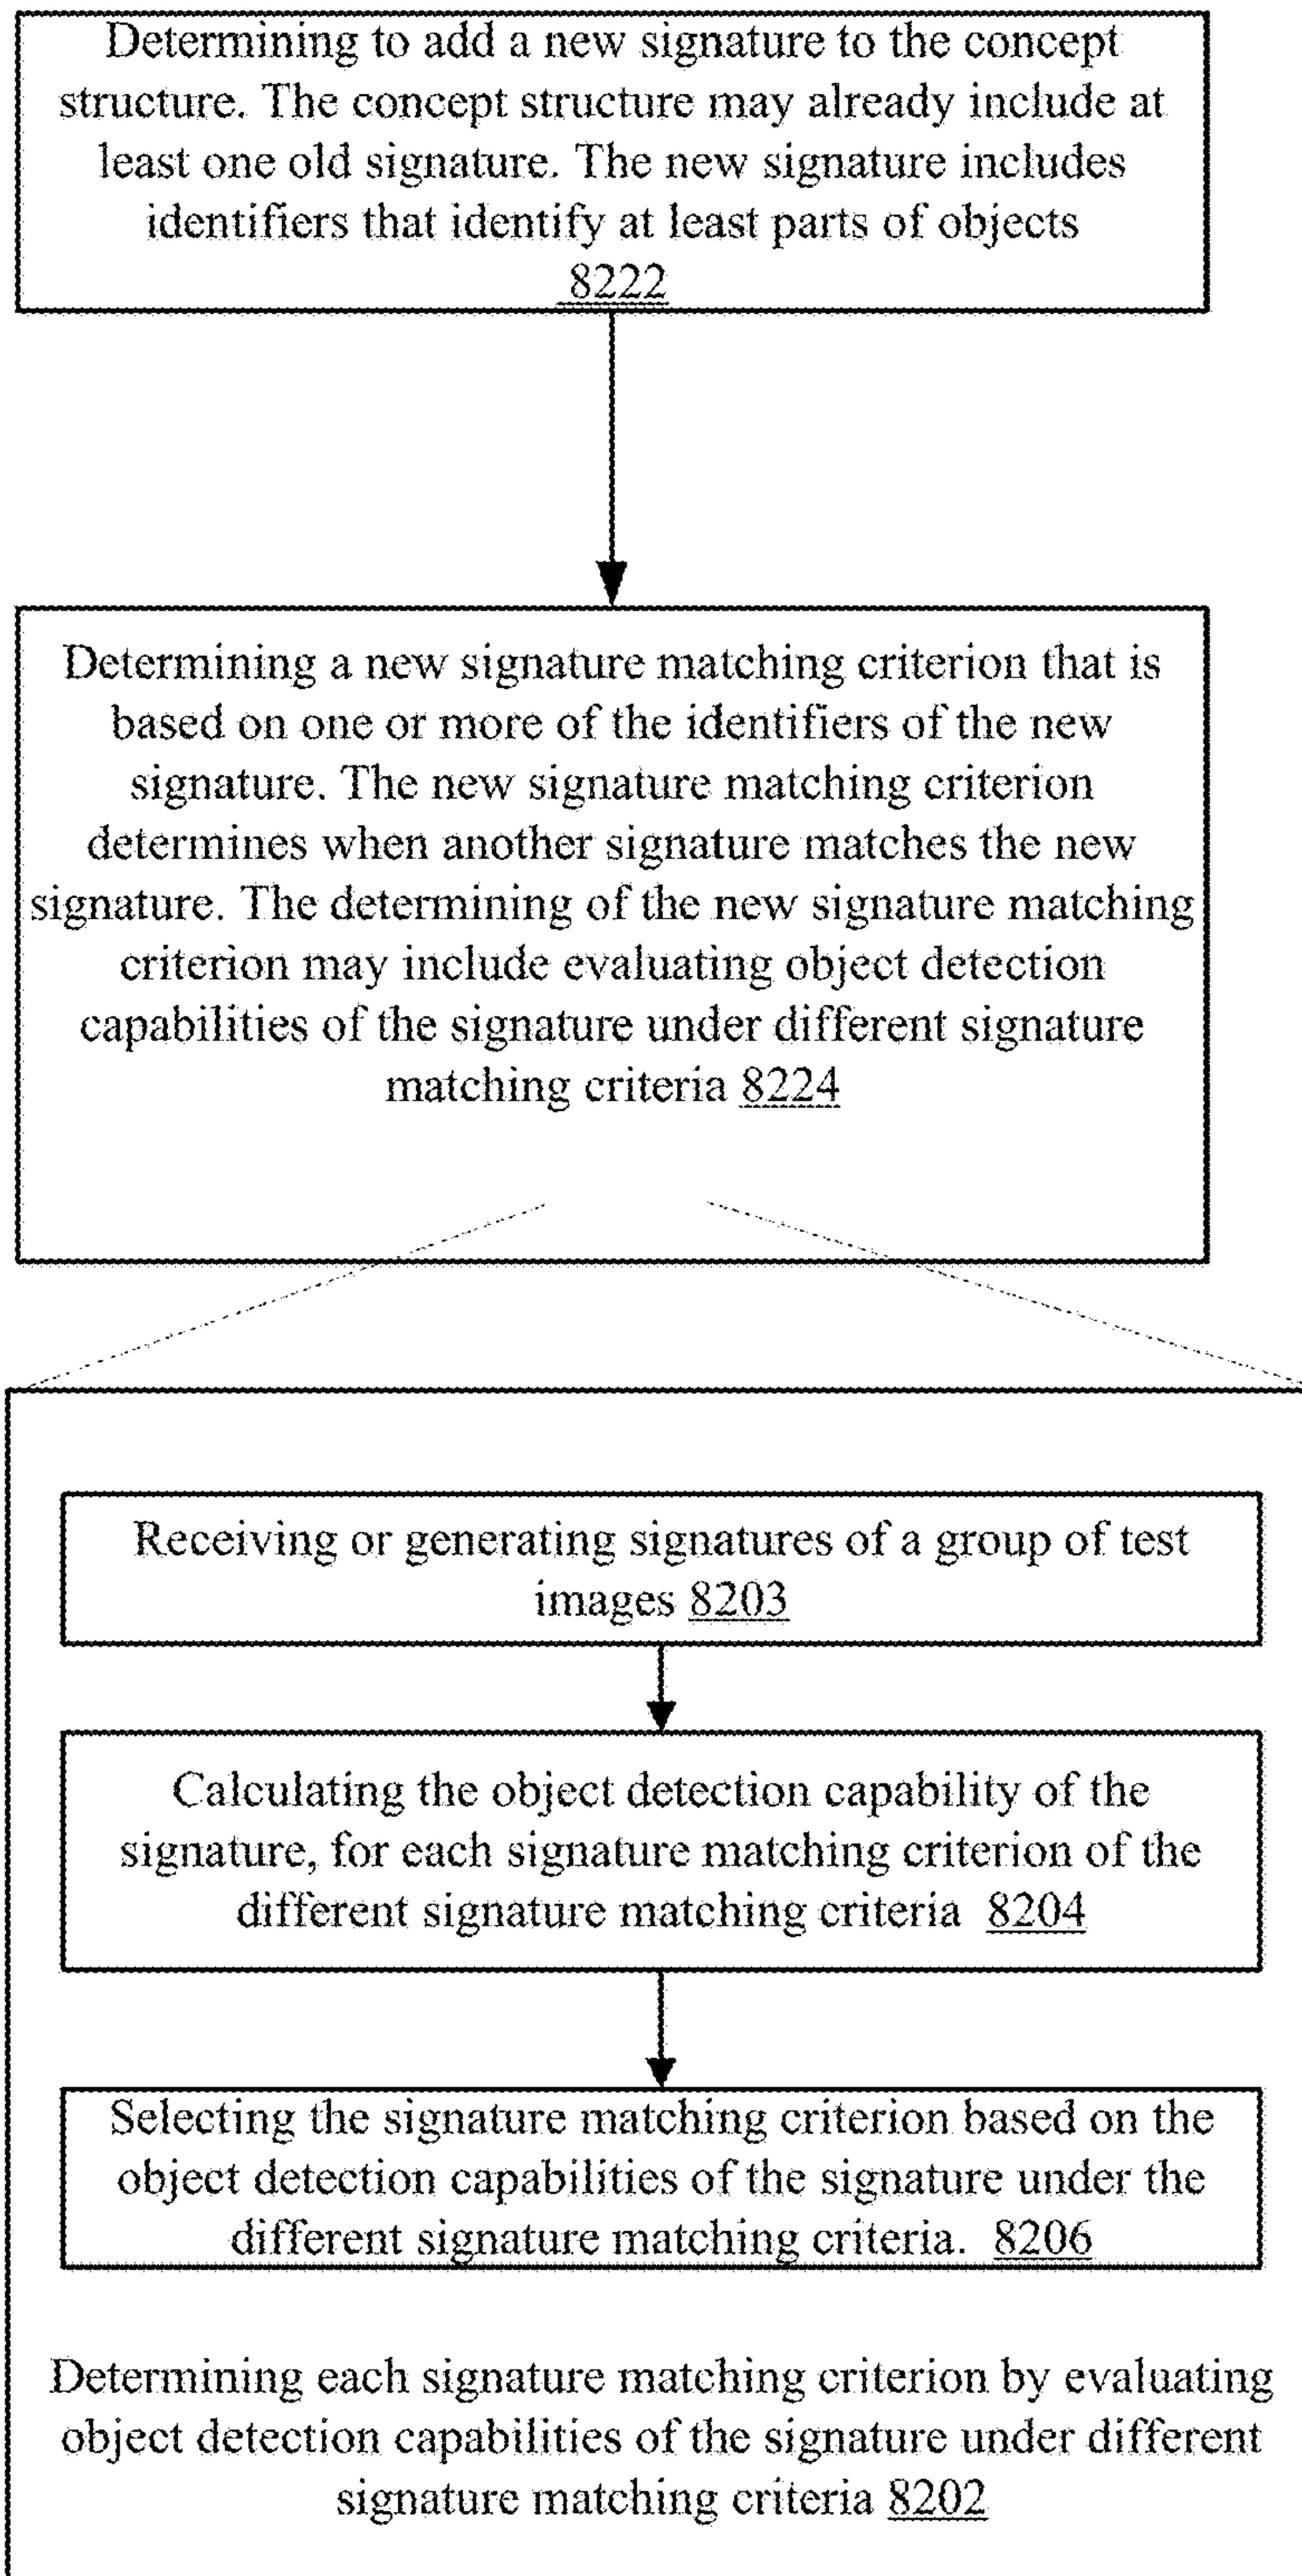 Determining to add a new signature to the concept
structure. The concept structure may already include at
least one old signature. The new signature includes
identifiers that identify at least parts of objects
8222
Determining a new signature matching criterion that is
based on one or more of the identifiers of the new
signature. The new signature matching criterion
determines when another signature matches the new
signature. The determining of the new signature matching
criterion may include evaluating object detection
capabilities of the signature under different signature
matching criteria 8224
Receiving or generating signatures of a group of test
images 8203
Calculating the object detection capability of the
signature, for each signature matching criterion of the
different signature matching criteria 8204
Selecting the signature matching criterion based on the
object detection capabilities of the signature under the
different signature matching criteria. 8206
Determining each signature matching criterion by evaluating
object detection capabilities of the signature under different
signature matching criteria 8202